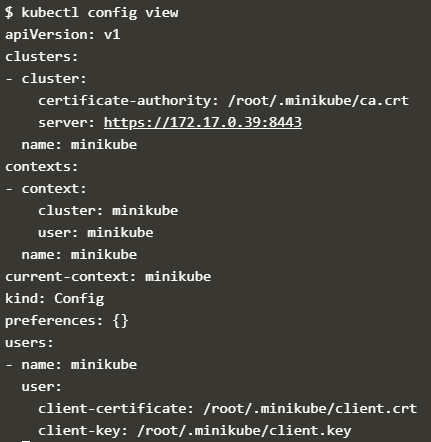 $ kubectl config view
apiVersion: v1
clusters:
- cluster:
    certificate-authority: /root/.minikube/ca.crt
    server: https://172.17.0.39:8443
  name: minikube
contexts:
- context:
    cluster: minikube
    user: minikube
  name: minikube
current-context: minikube
kind: Config
preferences: {}
users:
- name: minikube
  user:
    client-certificate: /root/.minikube/client.crt
    client-key: /root/.minikube/client.key